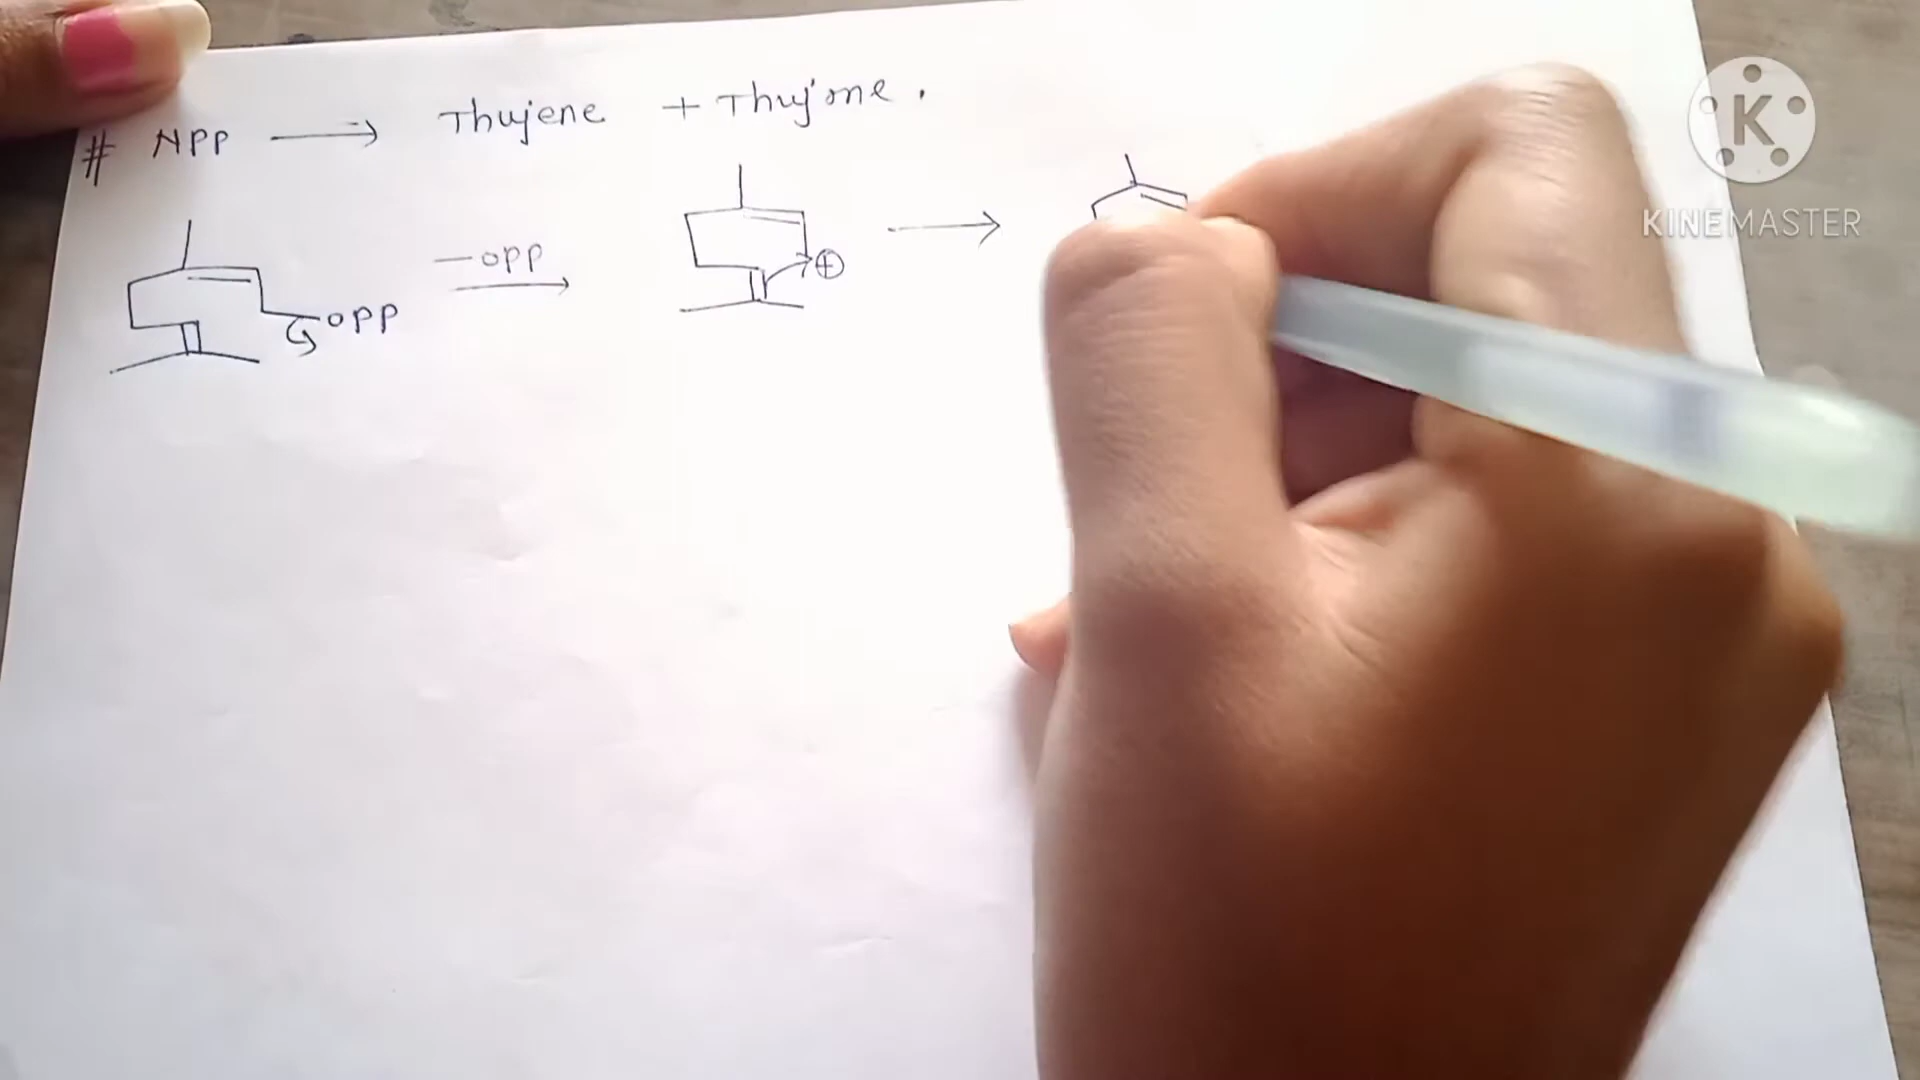 # NPP → Thujene + Thujone.
OPP
-OPP
⊕
K
KINEMASTER